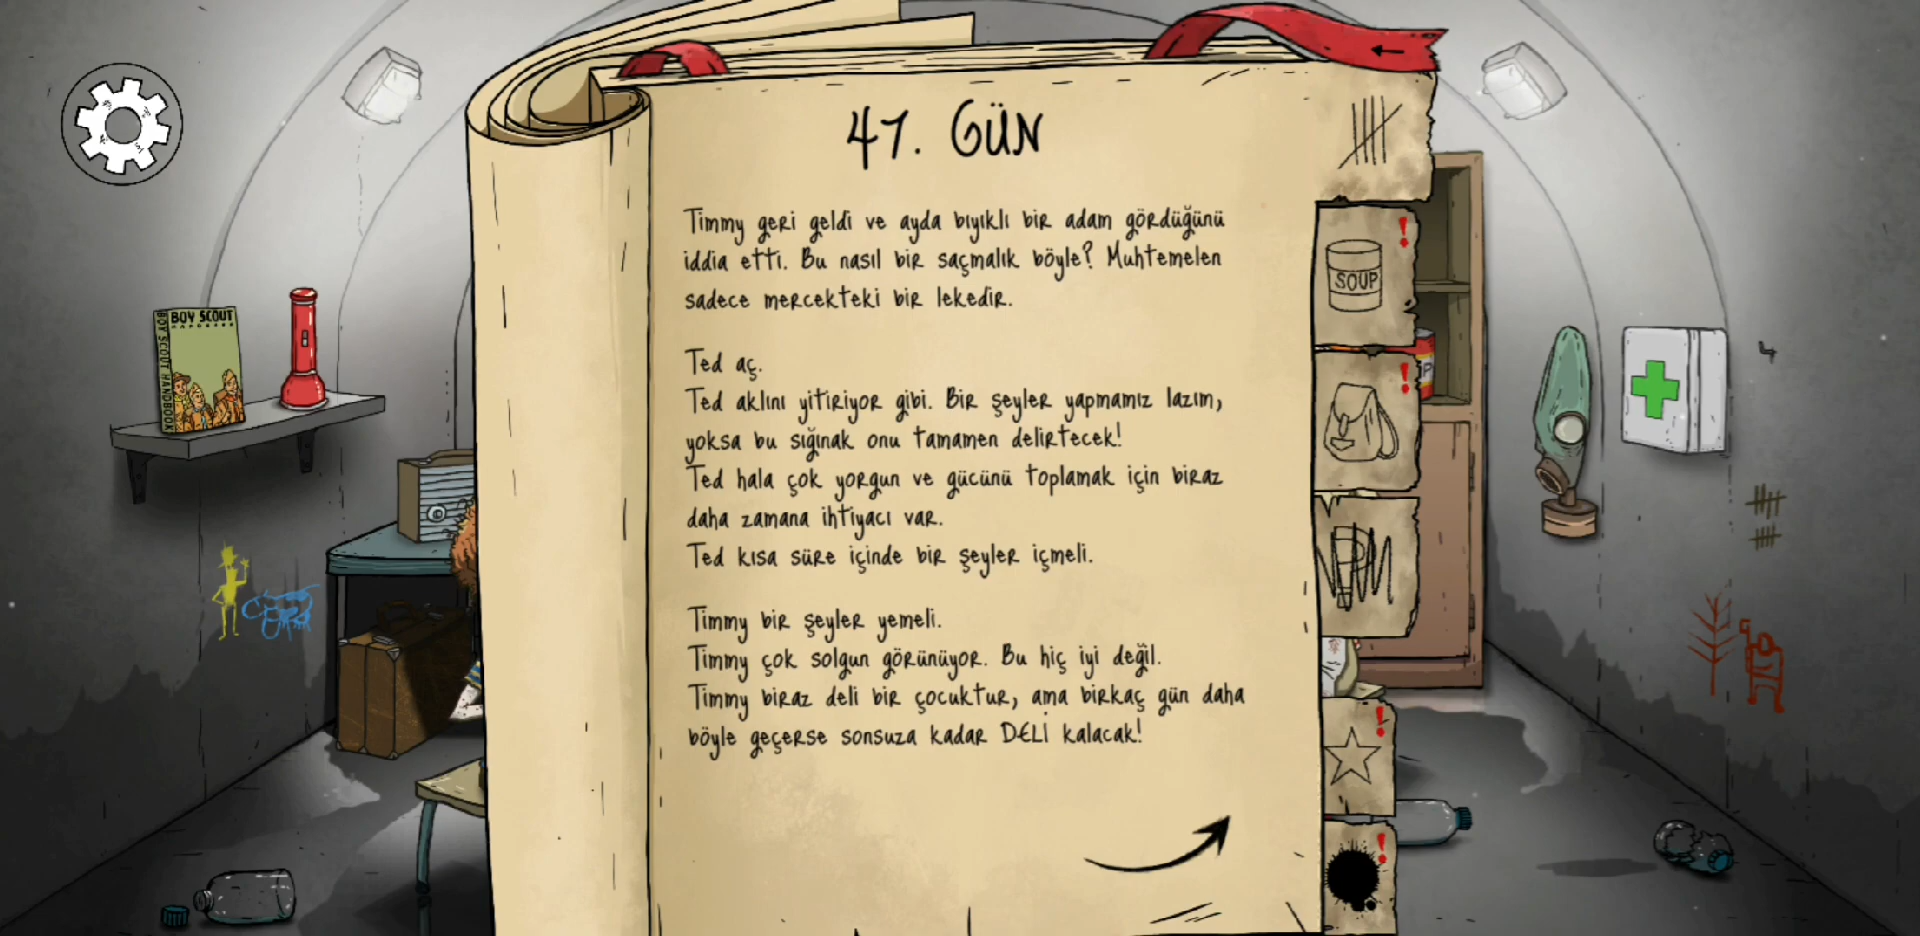 47. GÜN
Timmy geri geldi ve ayda bıyıklı bir adam gördüğünü
iddia etti. Bu nasıl bir saçmalık böyle? Muhtemelen
sadece mercekteki bir lekedir.
Ted aç.
Ted aklını yitiriyor gibi. Bir şeyler yapmamız lazım,
yoksa bu sığınak onu tamamen delirtecek!
Ted hala çok yorgun ve gücünü toplamak için biraz
daha zamana ihtiyacı var.
Ted kısa süre içinde bir şeyler içmeli.
Timmy bir şeyler yemeli.
Timmy çok solgun görünüyor. Bu hiç iyi değil.
Timmy biraz deli bir çocuktur, ama birkaç gün daha
böyle geçerse sonsuza kadar DELİ kalacak!
BOY SCOUT
BOY SCOUT HANDBOOK
!
SOUP
!
!
!